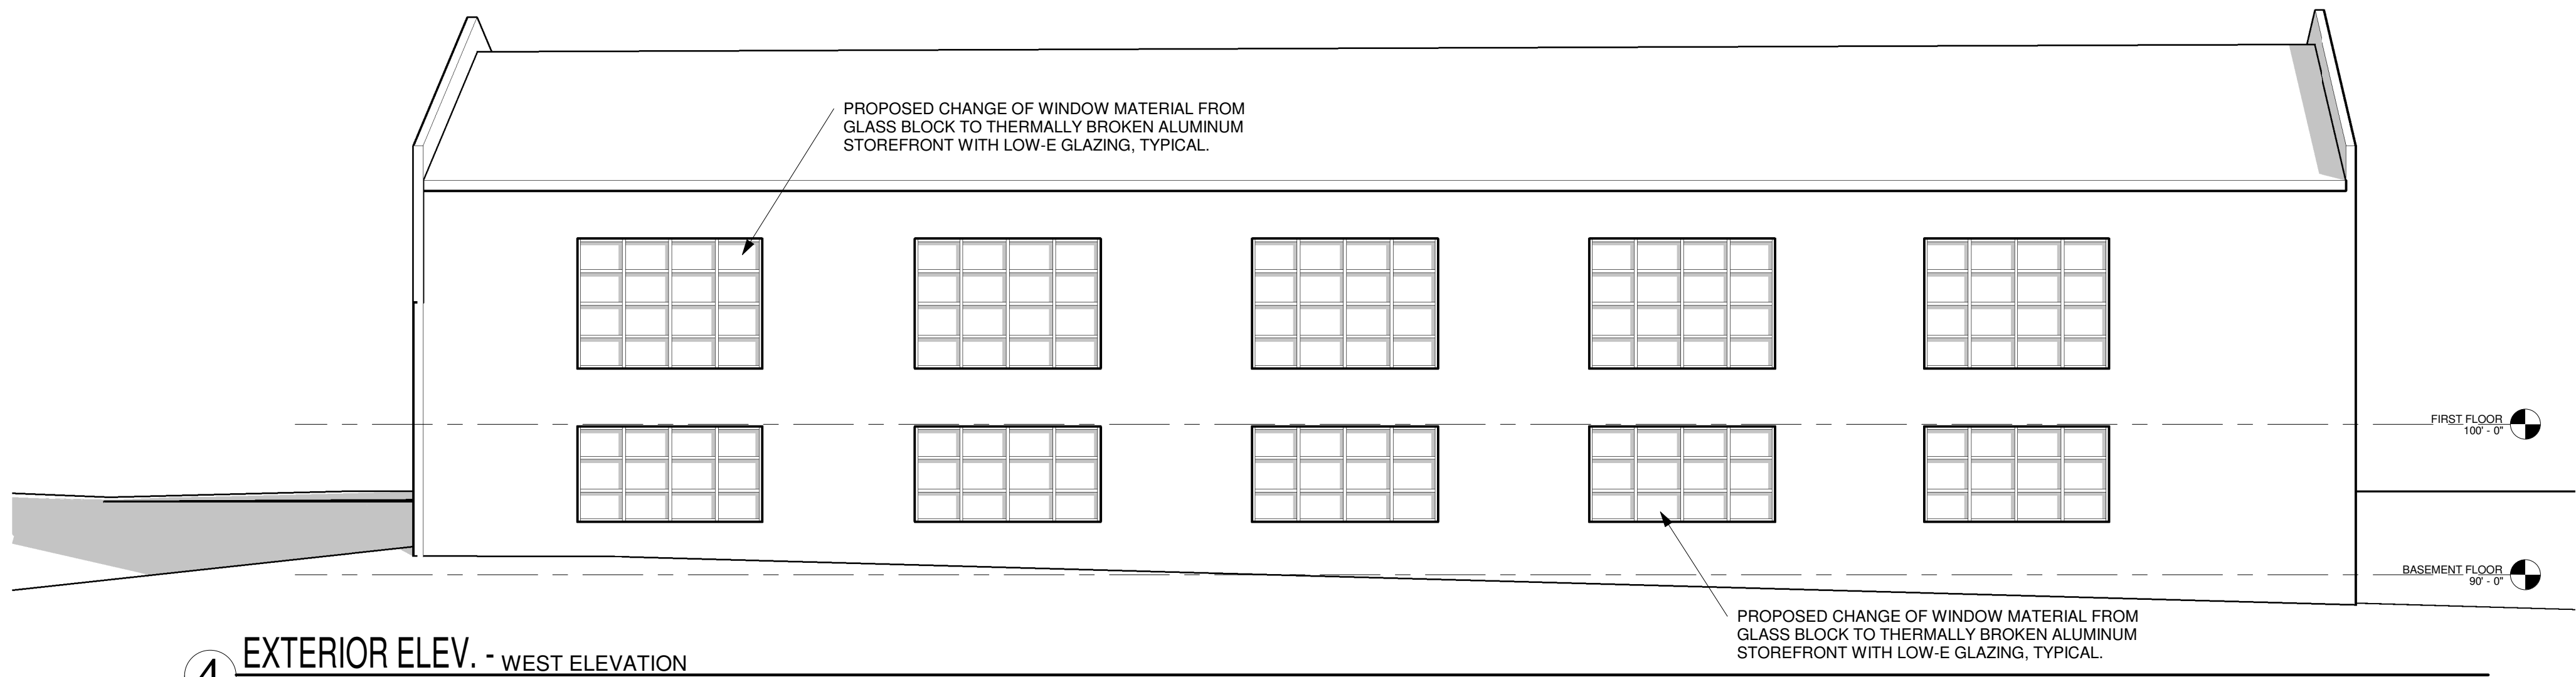 PROPOSED CHANGE OF WINDOW MATERIAL FROM
GLASS BLOCK TO THERMALLY BROKEN ALUMINUM
STOREFRONT WITH LOW-E GLAZING, TYPICAL.
FIRST FLOOR
100' - 0"
BASEMENT FLOOR
90' - 0"
PROPOSED CHANGE OF WINDOW MATERIAL FROM
GLASS BLOCK TO THERMALLY BROKEN ALUMINUM
STOREFRONT WITH LOW-E GLAZING, TYPICAL.
4 EXTERIOR ELEV. - WEST ELEVATION